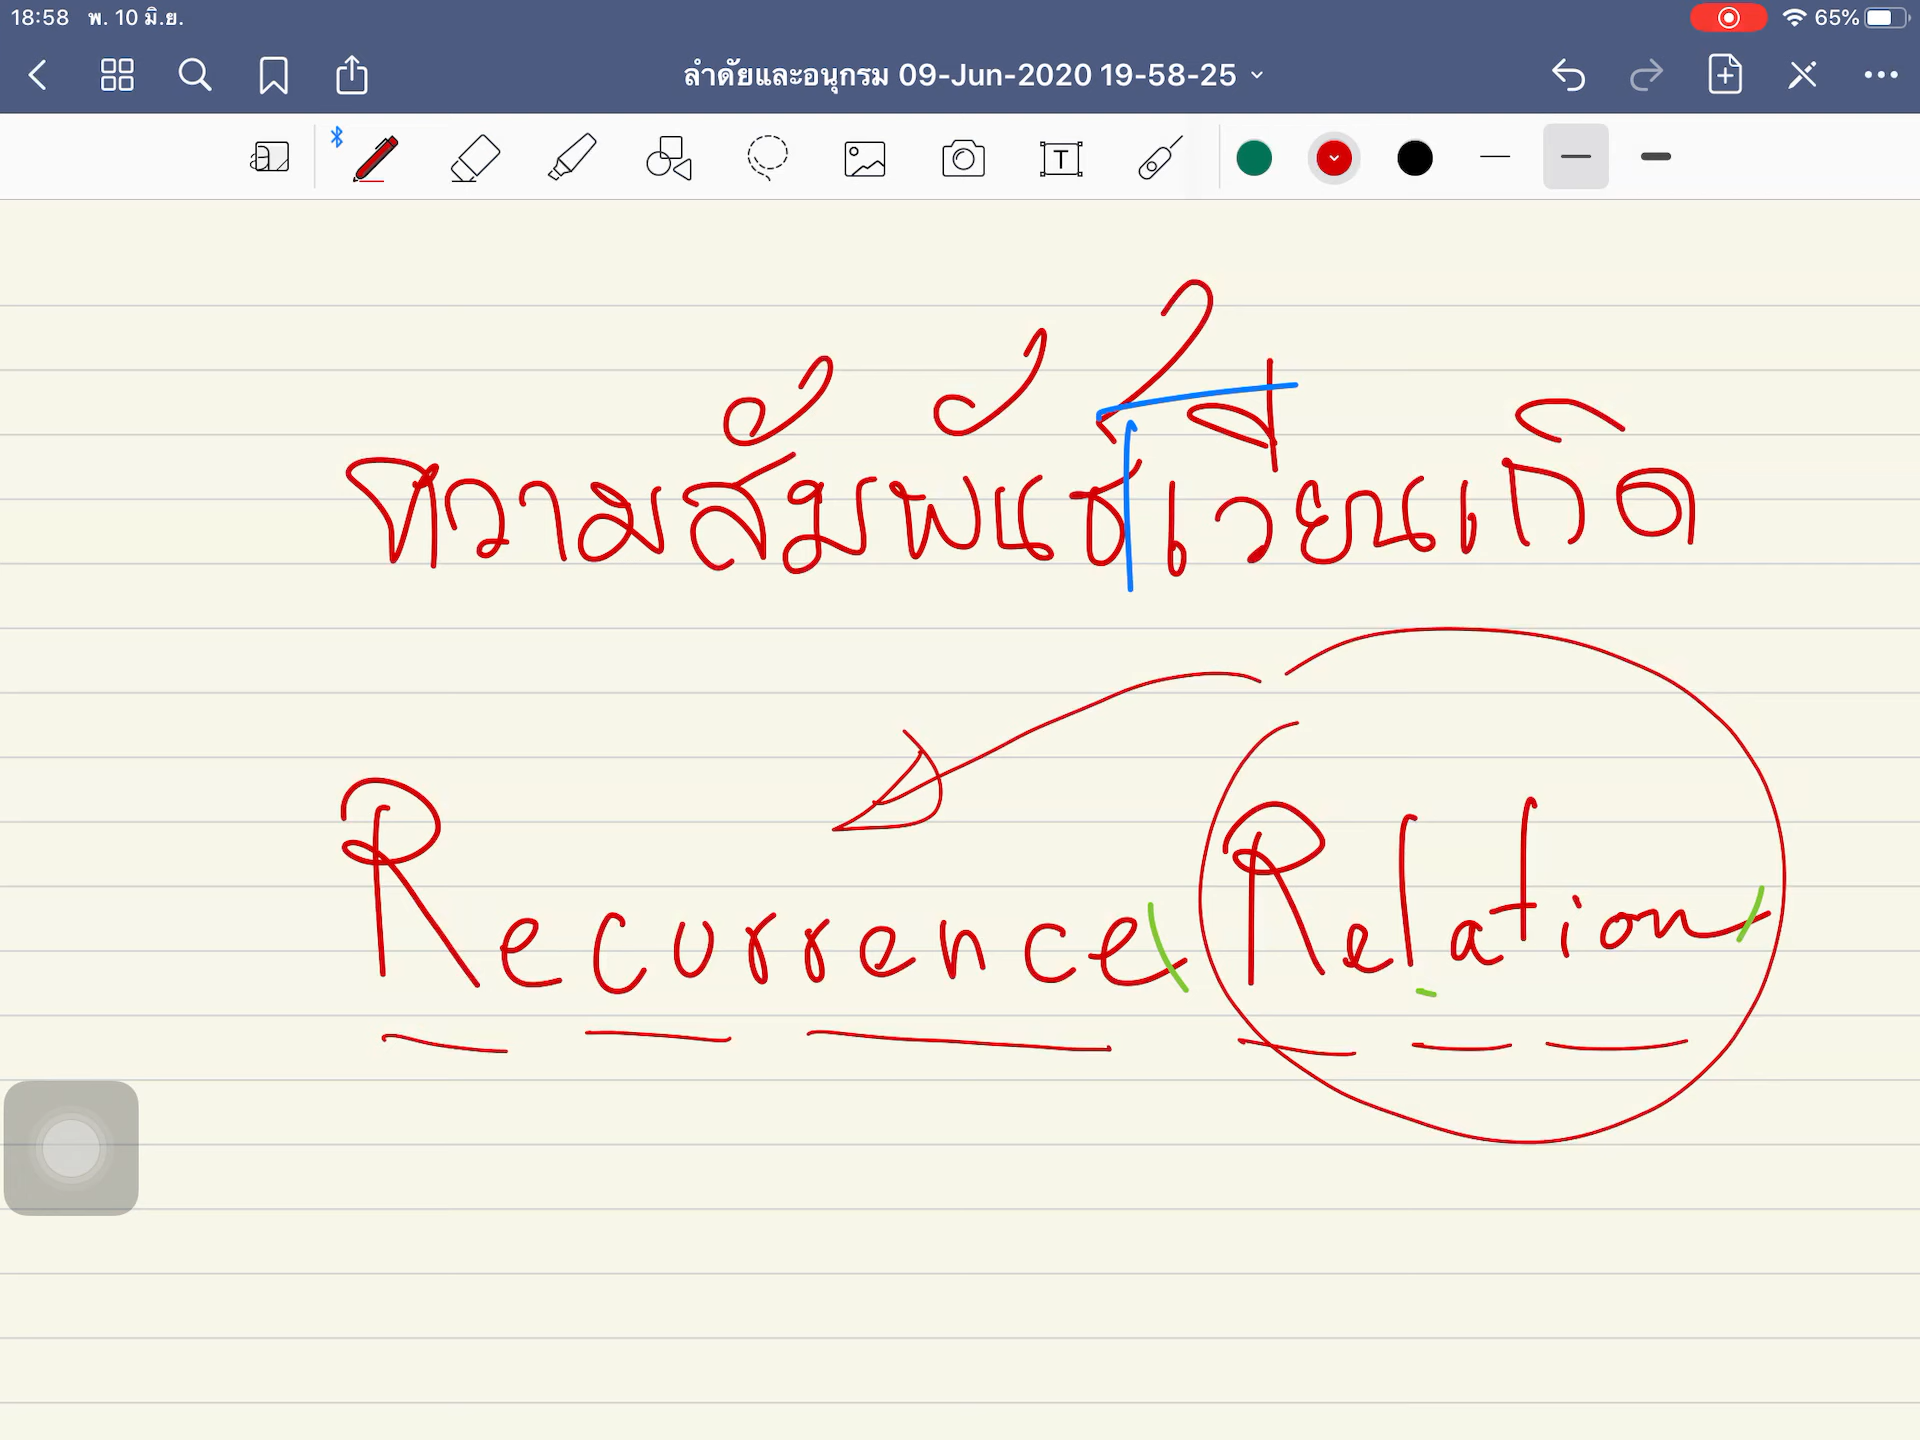 18:58 พ. 10 มิ.ย. 65%
ลำดัยและอนุกรม 09-Jun-2020 19-58-25
ความสัมพันธ์เวียนเกิด
Recurrence Relation